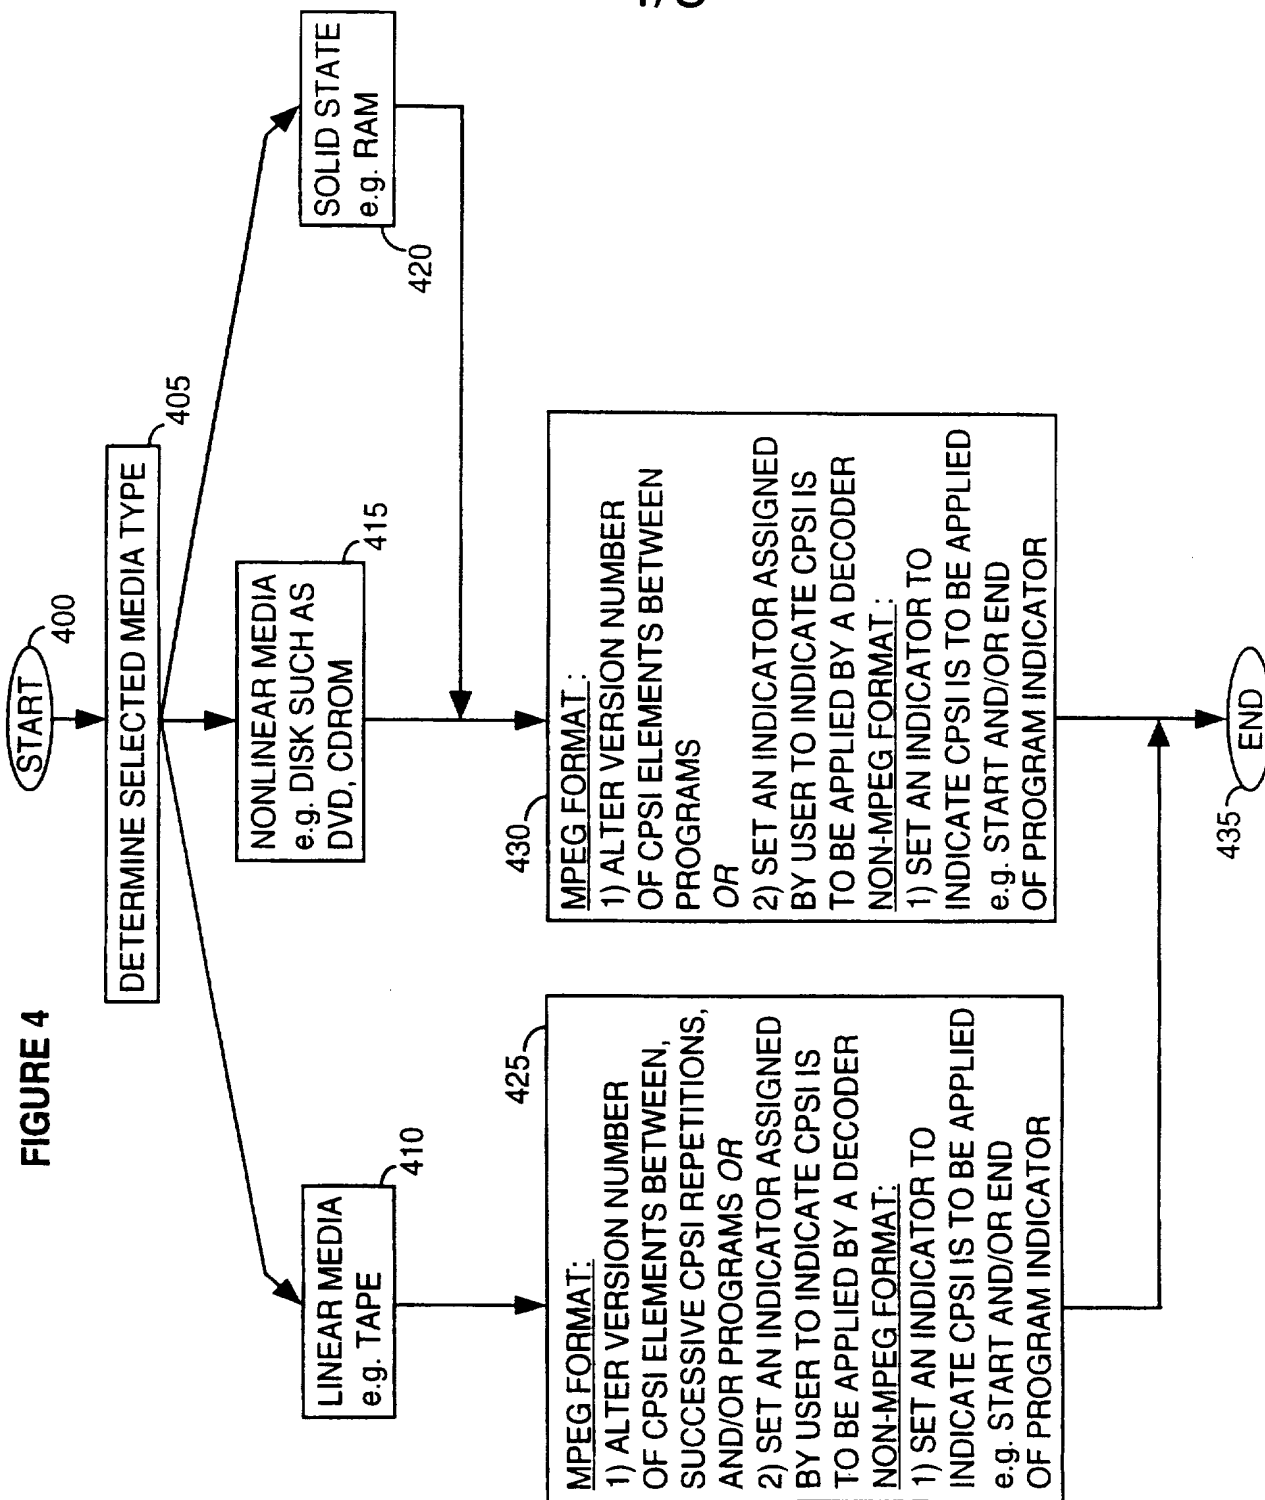 FIGURE 4
START
400
DETERMINE SELECTED MEDIA TYPE
405
LINEAR MEDIA
e.g. TAPE
410
NONLINEAR MEDIA
e.g. DISK SUCH AS
DVD, CDROM
415
SOLID STATE
e.g. RAM
420
425
MPEG FORMAT:
1) ALTER VERSION NUMBER
OF CPSI ELEMENTS BETWEEN,
SUCCESSIVE CPSI REPETITIONS,
AND/OR PROGRAMS OR
2) SET AN INDICATOR ASSIGNED
BY USER TO INDICATE CPSI IS
TO BE APPLIED BY A DECODER
NON-MPEG FORMAT:
1) SET AN INDICATOR TO
INDICATE CPSI IS TO BE APPLIED
e.g. START AND/OR END
OF PROGRAM INDICATOR
430
MPEG FORMAT :
1) ALTER VERSION NUMBER
OF CPSI ELEMENTS BETWEEN
PROGRAMS
OR
2) SET AN INDICATOR ASSIGNED
BY USER TO INDICATE CPSI IS
TO BE APPLIED BY A DECODER
NON-MPEG FORMAT :
1) SET AN INDICATOR TO
INDICATE CPSI IS TO BE APPLIED
e.g. START AND/OR END
OF PROGRAM INDICATOR
END
435